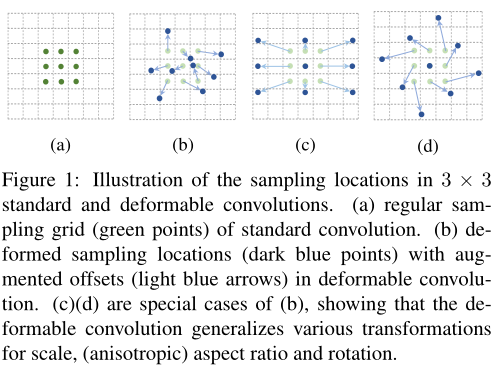 (a) (b) (c) (d)
Figure 1: Illustration of the sampling locations in 3 × 3
standard and deformable convolutions. (a) regular sam-
pling grid (green points) of standard convolution. (b) de-
formed sampling locations (dark blue points) with aug-
mented offsets (light blue arrows) in deformable convolu-
tion. (c)(d) are special cases of (b), showing that the de-
formable convolution generalizes various transformations
for scale, (anisotropic) aspect ratio and rotation.